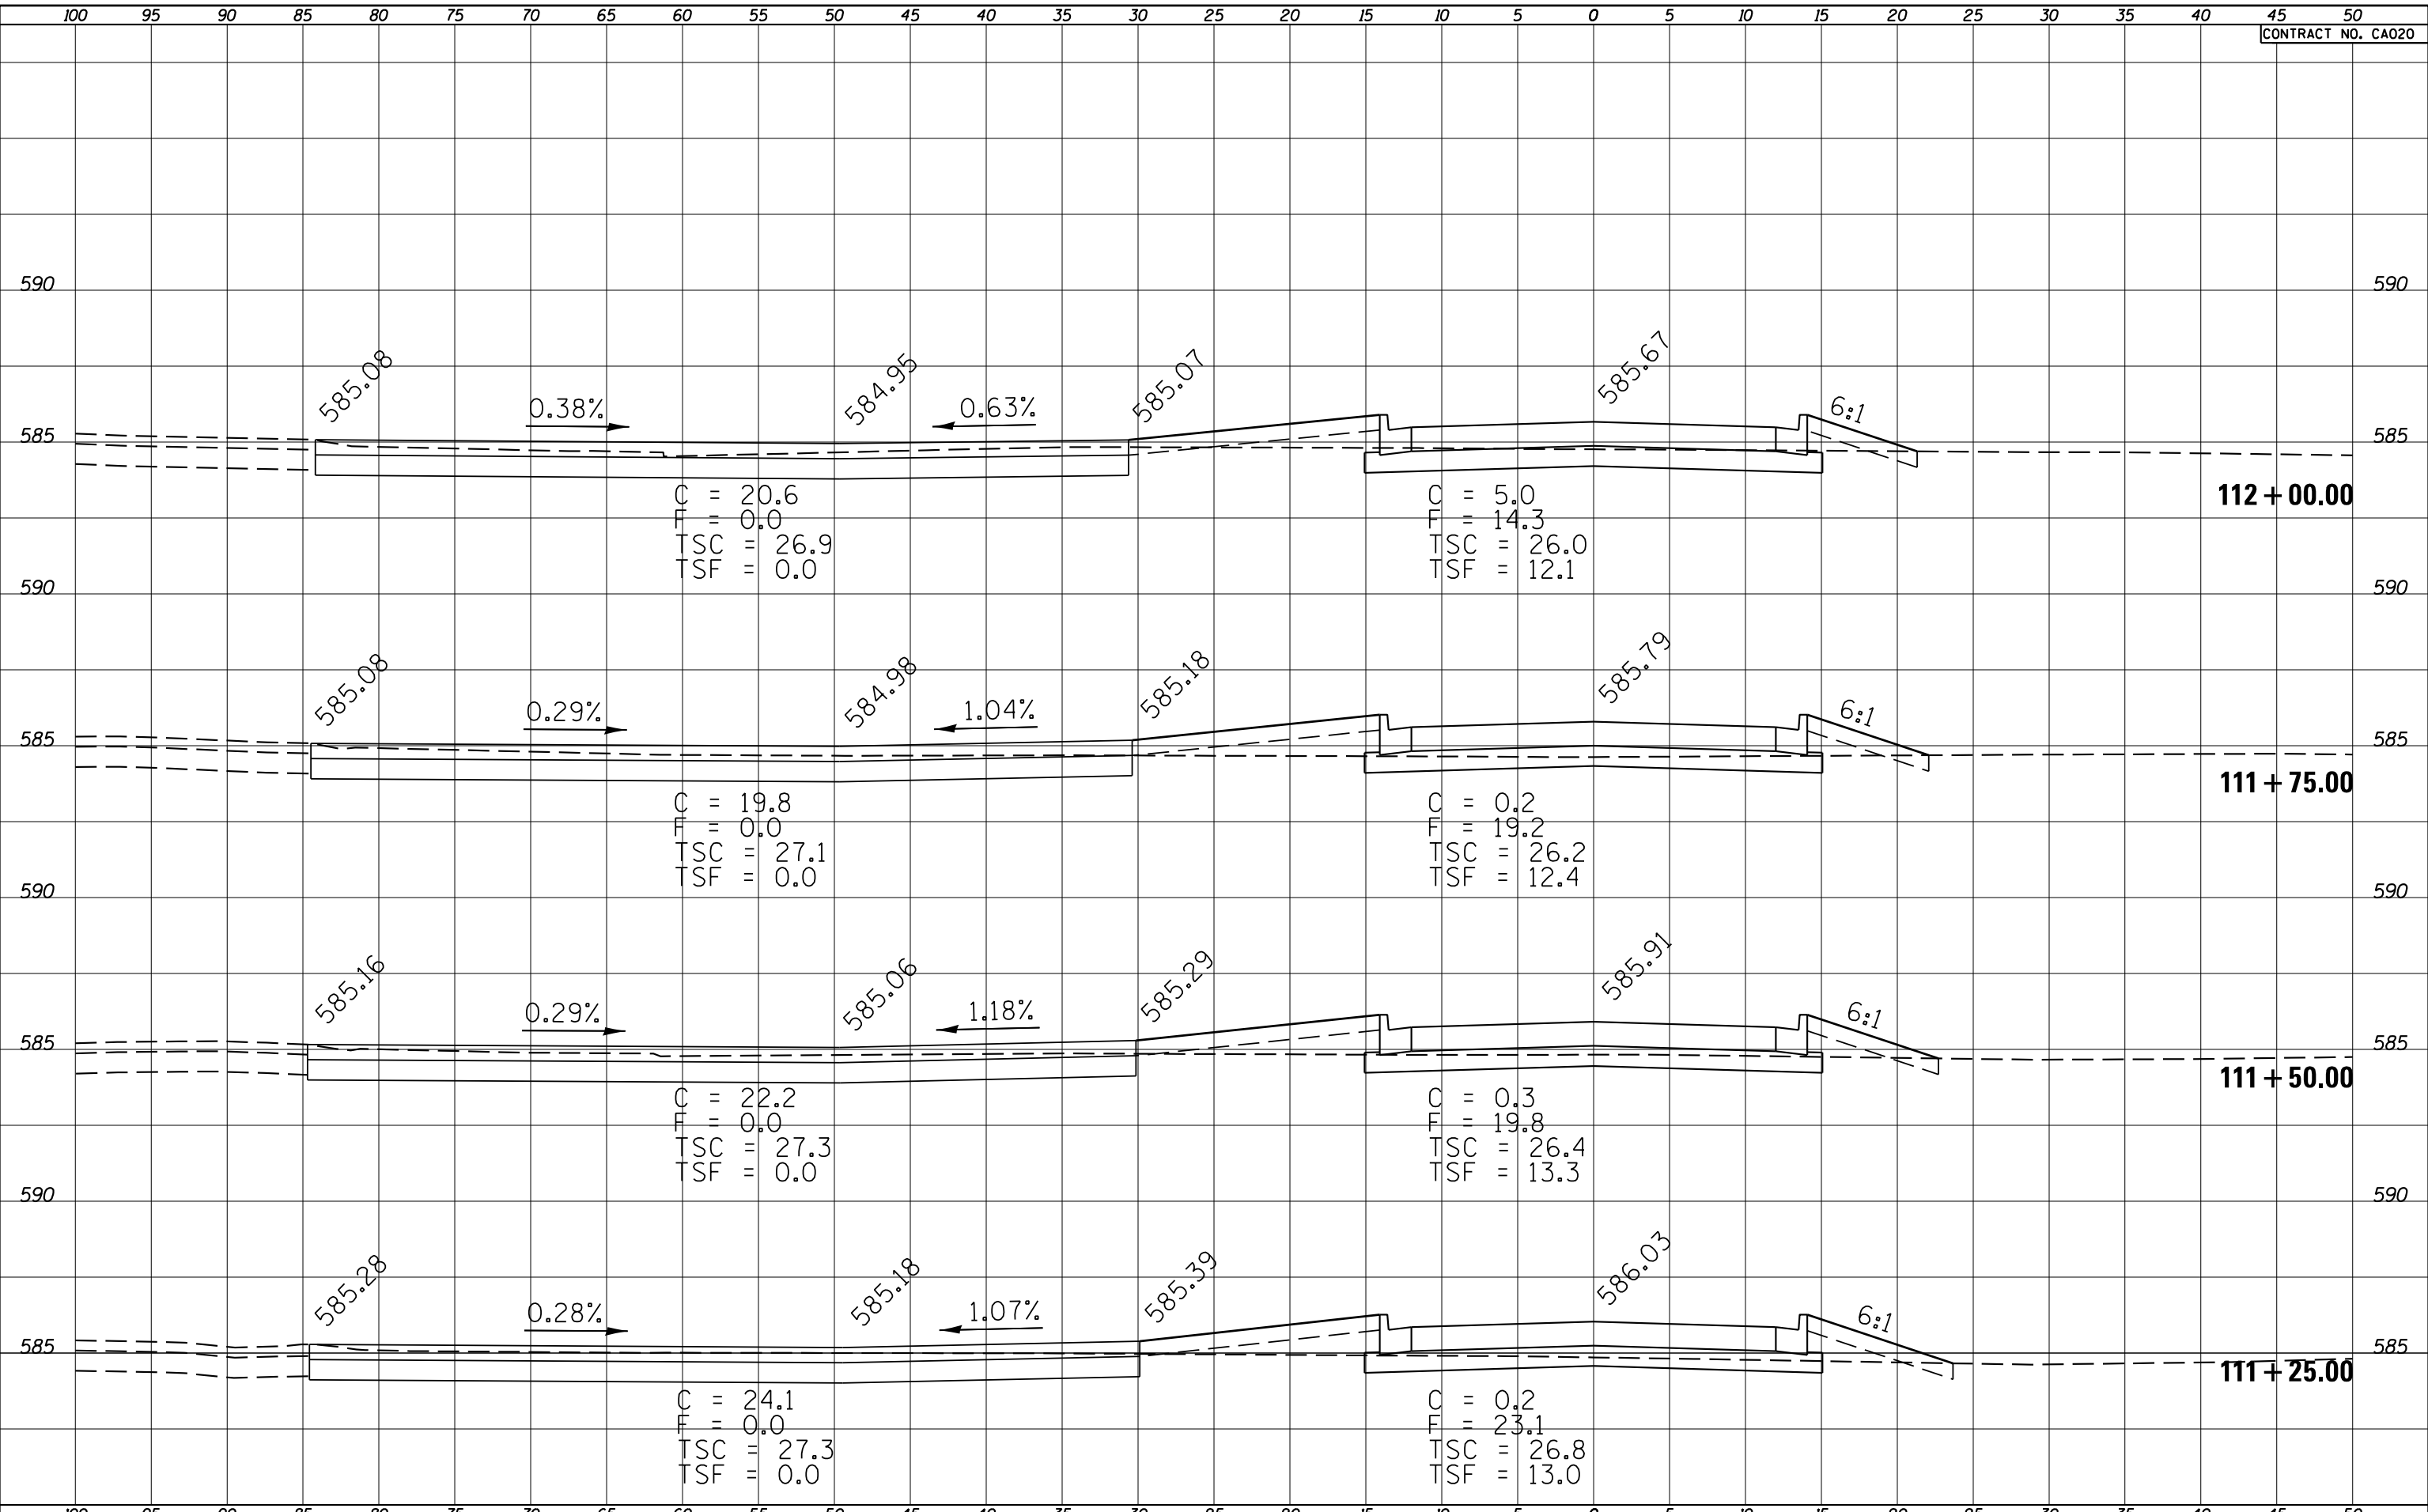 100 95 90 85 80 75 70 65 60 55 50 45 40 35 30 25 20 15 10 5 0 5 10 15 20 25 30 35 40 45 50
CONTRACT NO. CA020
590 590
585.08 584.95 585.07 585.67
0.38% 0.63% 6:1
585 585
C = 20.6 C = 5.0 112+00.00
F = 0.0 F = 14.3
TSC = 26.9 TSC = 26.0
TSF = 0.0 TSF = 12.1
590 590
585.08 584.98 585.18 585.79
0.29% 1.04% 6:1
585 585
111+75.00
C = 19.8 C = 0.2
F = 0.0 F = 19.2
TSC = 27.1 TSC = 26.2
TSF = 0.0 TSF = 12.4
590 590
585.16 585.06 585.29 585.91
0.29% 1.18% 6:1
585 585
111+50.00
C = 22.2 C = 0.3
F = 0.0 F = 19.8
TSC = 27.3 TSC = 26.4
TSF = 0.0 TSF = 13.3
590 590
585.28 585.18 585.39 586.03
0.28% 1.07% 6:1
585 585
111+25.00
C = 24.1 C = 0.2
F = 0.0 F = 23.1
TSC = 27.3 TSC = 26.8
TSF = 0.0 TSF = 13.0